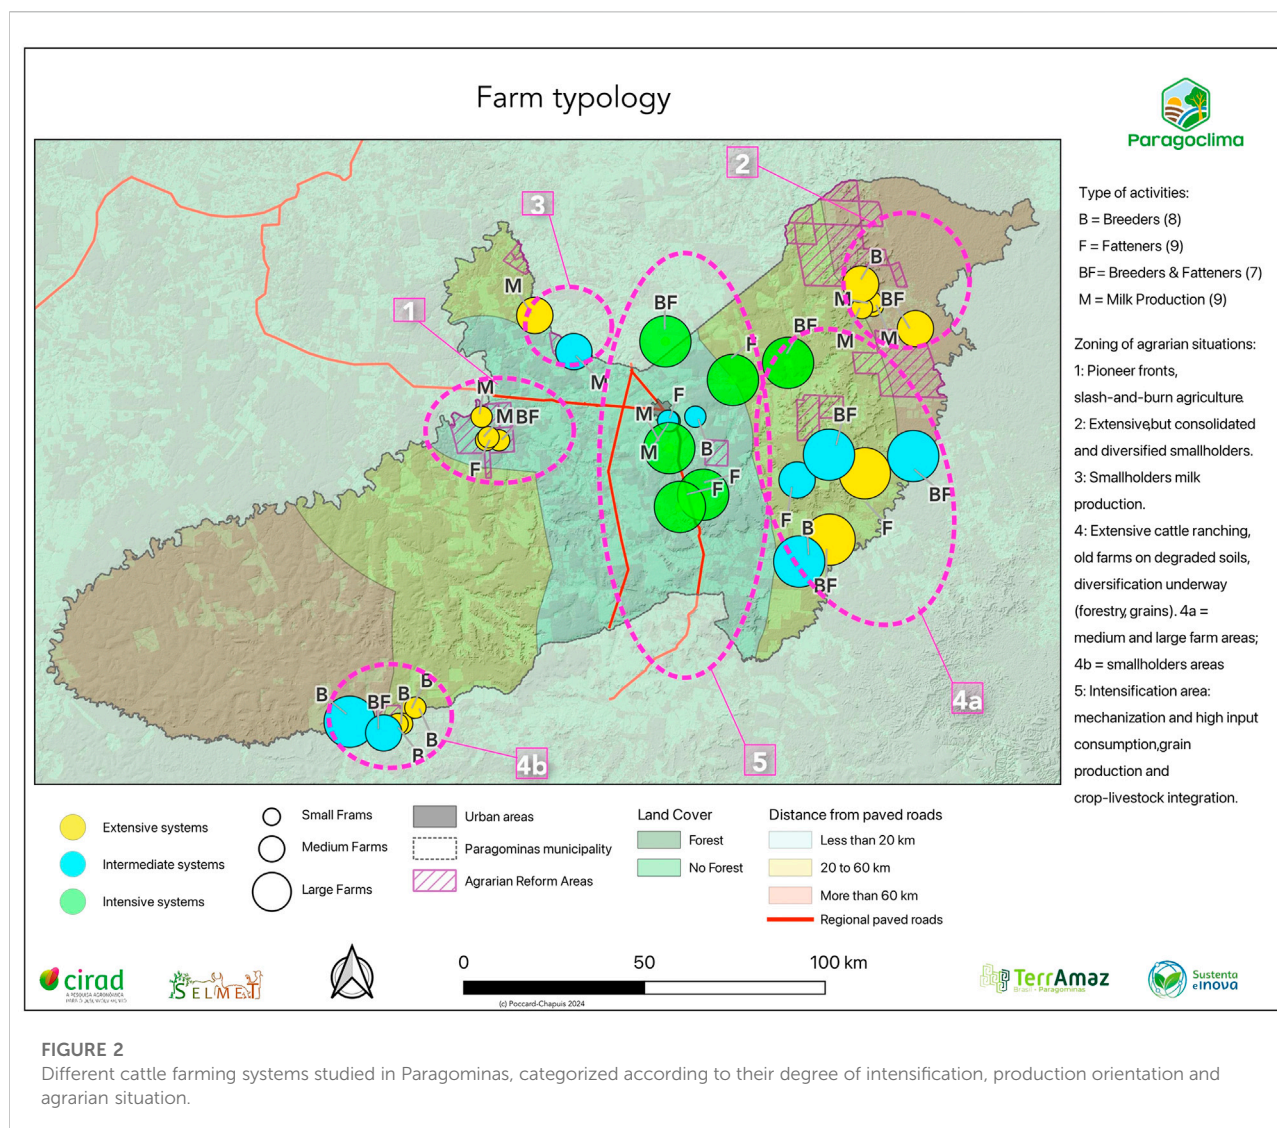 Farm typology
Paragoclima
Type of activities:
B = Breeders (8)
F = Fatteners (9)
BF= Breeders & Fatteners (7)
M = Milk Production (9)
Zoning of agrarian situations:
1: Pioneer fronts,
slash-and-burn agriculture.
2: Extensive,but consolidated
and diversified smallholders.
3: Smallholders milk
production.
4: Extensive cattle ranching,
old farms on degraded soils,
diversification underway
(forestry, grains). 4a =
medium and large farm areas;
4b = smallholders areas
5: Intensification area:
mechanization and high input
consumption,grain
production and
crop-livestock integration.
2
3
1
B
M
BF
M
BF
M
F
BF
M
M
M
M
BF
F
M
F
BF
M
B
F
F
BF
F
F
B
BF
BF
4a
B
BF
B
B
B
B
4b
5
Extensive systems
Intermediate systems
Intensive systems
Small Frams
Medium Farms
Large Farms
Urban areas
Paragominas municipality
Agrarian Reform Areas
Land Cover
Forest
No Forest
Distance from paved roads
Less than 20 km
20 to 60 km
More than 60 km
Regional paved roads
cirad
SELMET
0 50 100 km
(c) Poccard-Chapuis 2024
TerrAmaz
Brasil - Paragominas
Sustenta
e Inova
FIGURE 2
Different cattle farming systems studied in Paragominas, categorized according to their degree of intensification, production orientation and
agrarian situation.